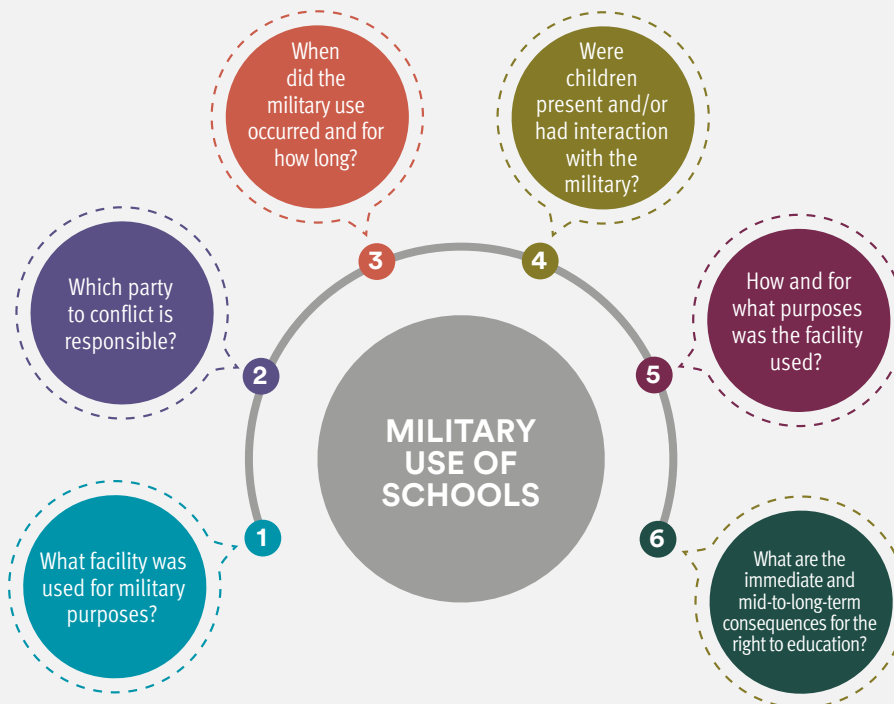 MILITARY
USE OF
SCHOOLS
1
What facility was
used for military
purposes?
2
Which party
to conflict is
responsible?
3
When
did the
military use
occurred and for
how long?
4
Were
children
present and/or
had interaction
with the
military?
5
How and for
what purposes
was the facility
used?
6
What are the
immediate and
mid-to-long-term
consequences for the
right to education?